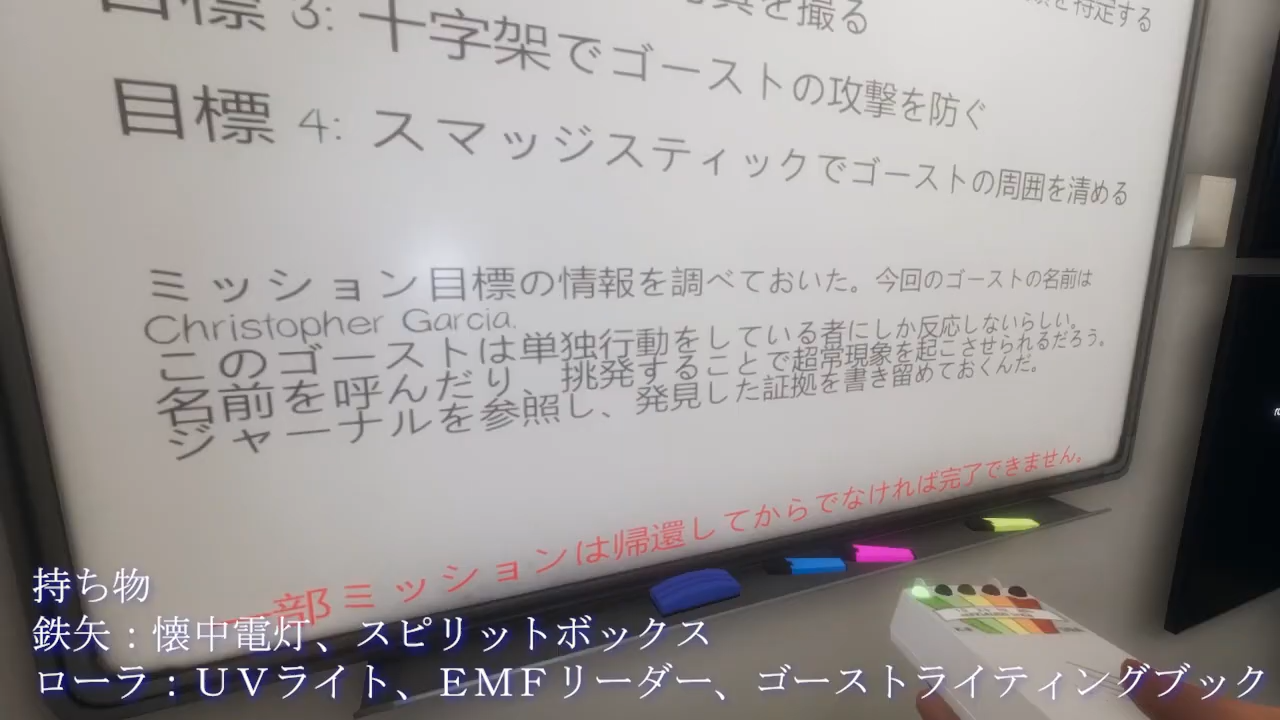 真を撮る
を特定する
目標 3: 十字架でゴーストの攻撃を防ぐ
目標 4: スマッジスティックでゴーストの周囲を清める
ミッション目標の情報を調べておいた。今回のゴーストの名前は
Christopher Garcia.
このゴーストは単独行動をしている者にしか反応しないらしい。
名前を呼んだり、挑発することで超常現象を起こさせられるだろう。
ジャーナルを参照し、発見した証拠を書き留めておくんだ。
一部ミッションは帰還してからでなければ完了できません。
持ち物
鉄矢：懐中電灯、スピリットボックス
ローラ：ＵＶライト、ＥＭＦリーダー、ゴーストライティングブック